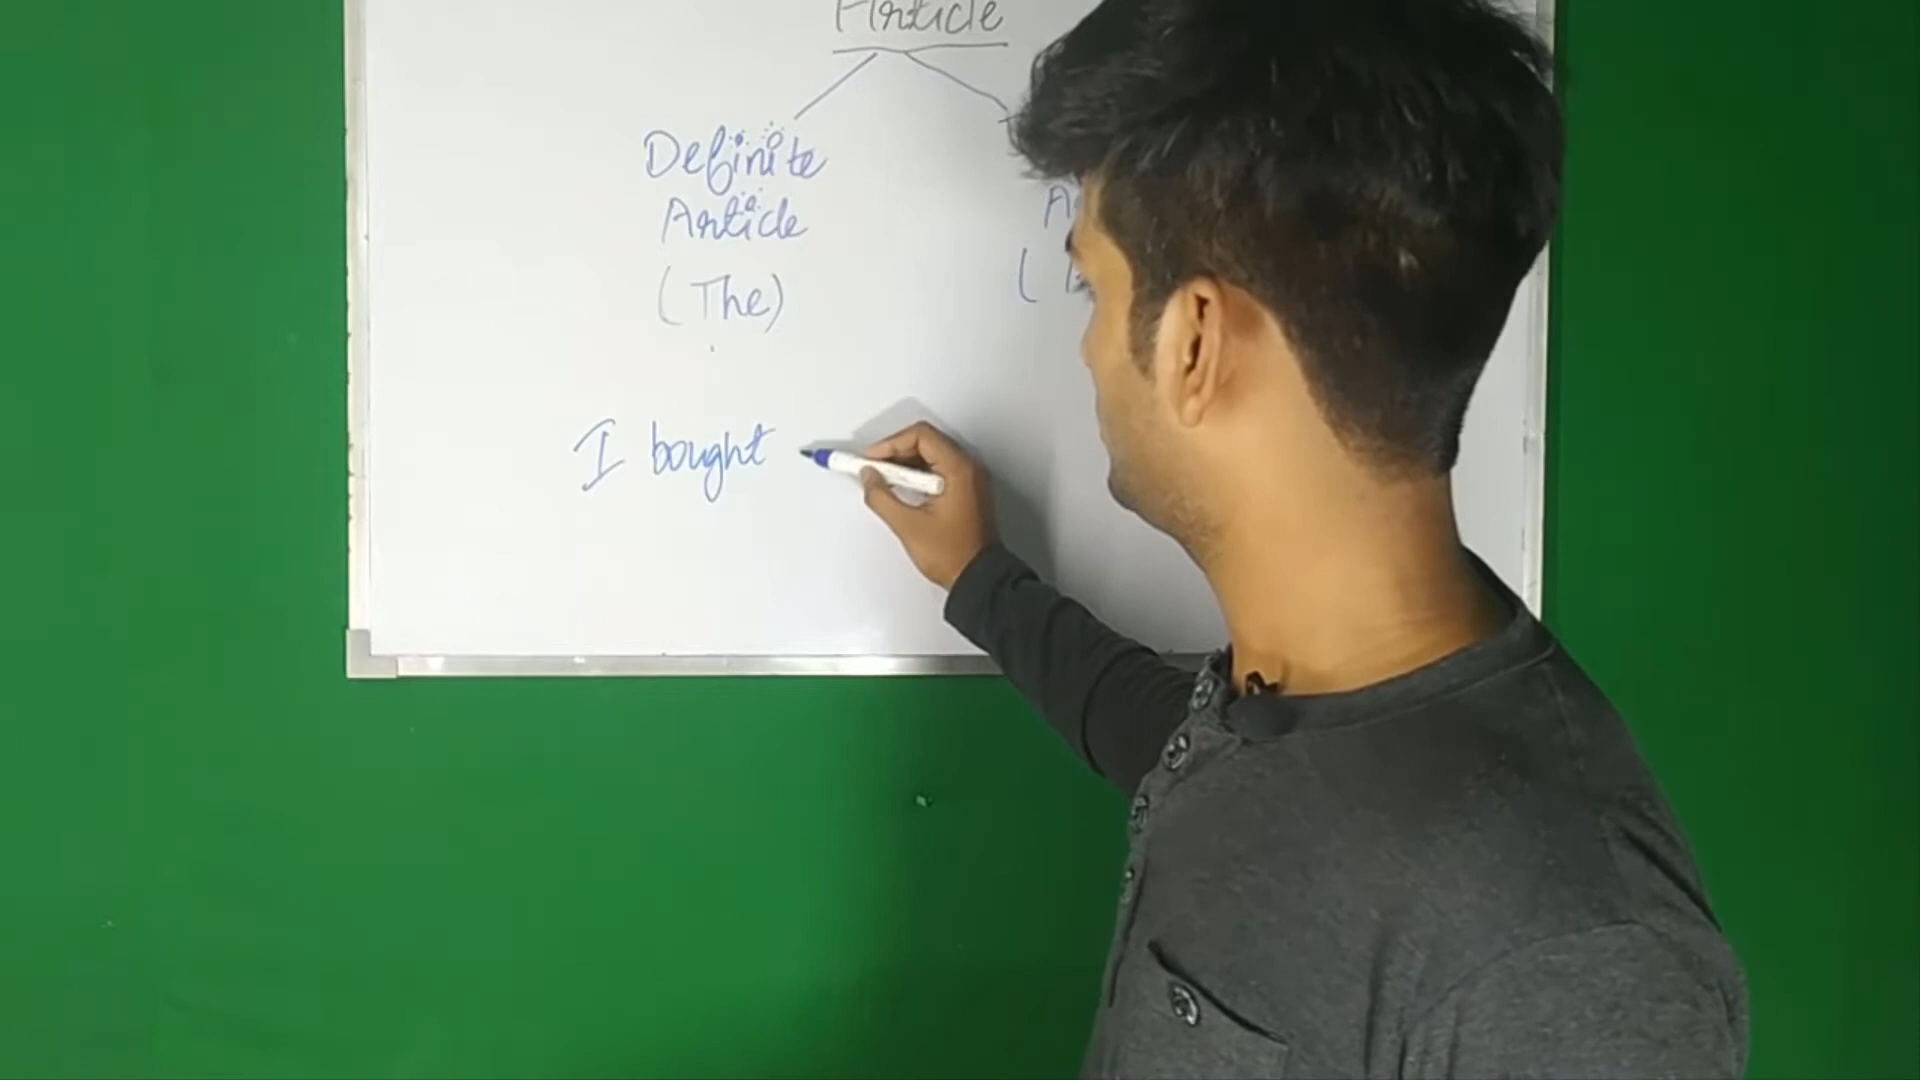 Article
Definite
Article
(The)
I bought